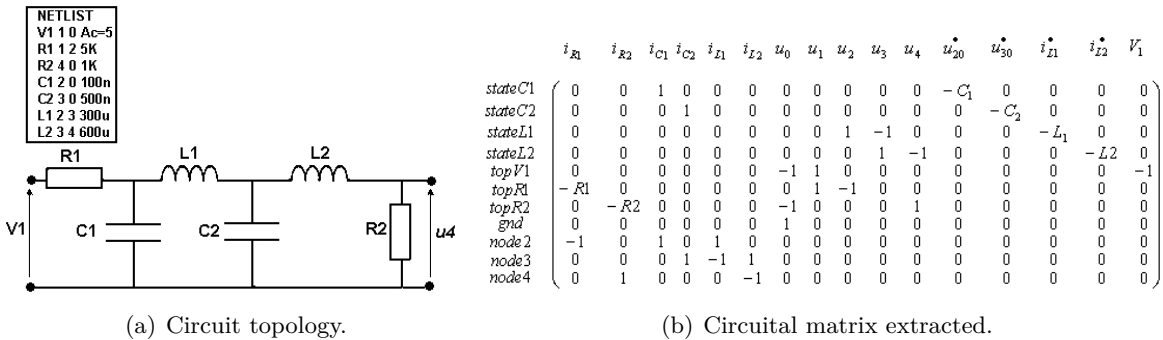 NETLIST
V1 1 0 Ac=5
R1 1 2 5K
R2 4 0 1K
C1 2 0 100n
C2 3 0 500n
L1 2 3 300u
L2 3 4 600u
R1 L1 L2
V1 C1 C2 R2 u4
(a) Circuit topology.
i_R1 i_R2 i_C1 i_C2 i_L1 i_L2 u_0 u_1 u_2 u_3 u_4 u̇_20 u̇_30 i̇_L1 i̇_L2 V_1
stateC1 0 0 1 0 0 0 0 0 0 0 0 -C_1 0 0 0 0
stateC2 0 0 0 1 0 0 0 0 0 0 0 0 -C_2 0 0 0
stateL1 0 0 0 0 0 0 0 0 1 -1 0 0 0 -L_1 0 0
stateL2 0 0 0 0 0 0 0 0 0 1 -1 0 0 0 -L2 0
topV1 0 0 0 0 0 0 -1 1 0 0 0 0 0 0 0 -1
topR1 -R1 0 0 0 0 0 0 1 -1 0 0 0 0 0 0 0
topR2 0 -R2 0 0 0 0 -1 0 0 0 1 0 0 0 0 0
gnd 0 0 0 0 0 0 1 0 0 0 0 0 0 0 0 0
node2 -1 0 1 0 1 0 0 0 0 0 0 0 0 0 0 0
node3 0 0 0 1 -1 1 0 0 0 0 0 0 0 0 0 0
node4 0 1 0 0 0 -1 0 0 0 0 0 0 0 0 0 0
(b) Circuital matrix extracted.